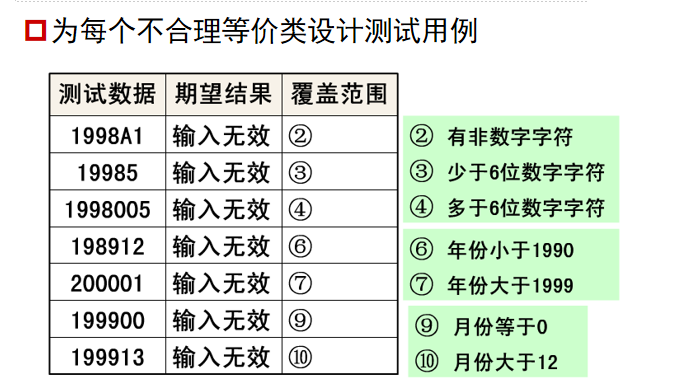 为每个不合理等价类设计测试用例
测试数据 期望结果 覆盖范围
1998A1 输入无效 ②
19985 输入无效 ③
1998005 输入无效 ④
198912 输入无效 ⑥
200001 输入无效 ⑦
199900 输入无效 ⑨
199913 输入无效 ⑩
② 有非数字字符
③ 少于6位数字字符
④ 多于6位数字字符
⑥ 年份小于1990
⑦ 年份大于1999
⑨ 月份等于0
⑩ 月份大于12